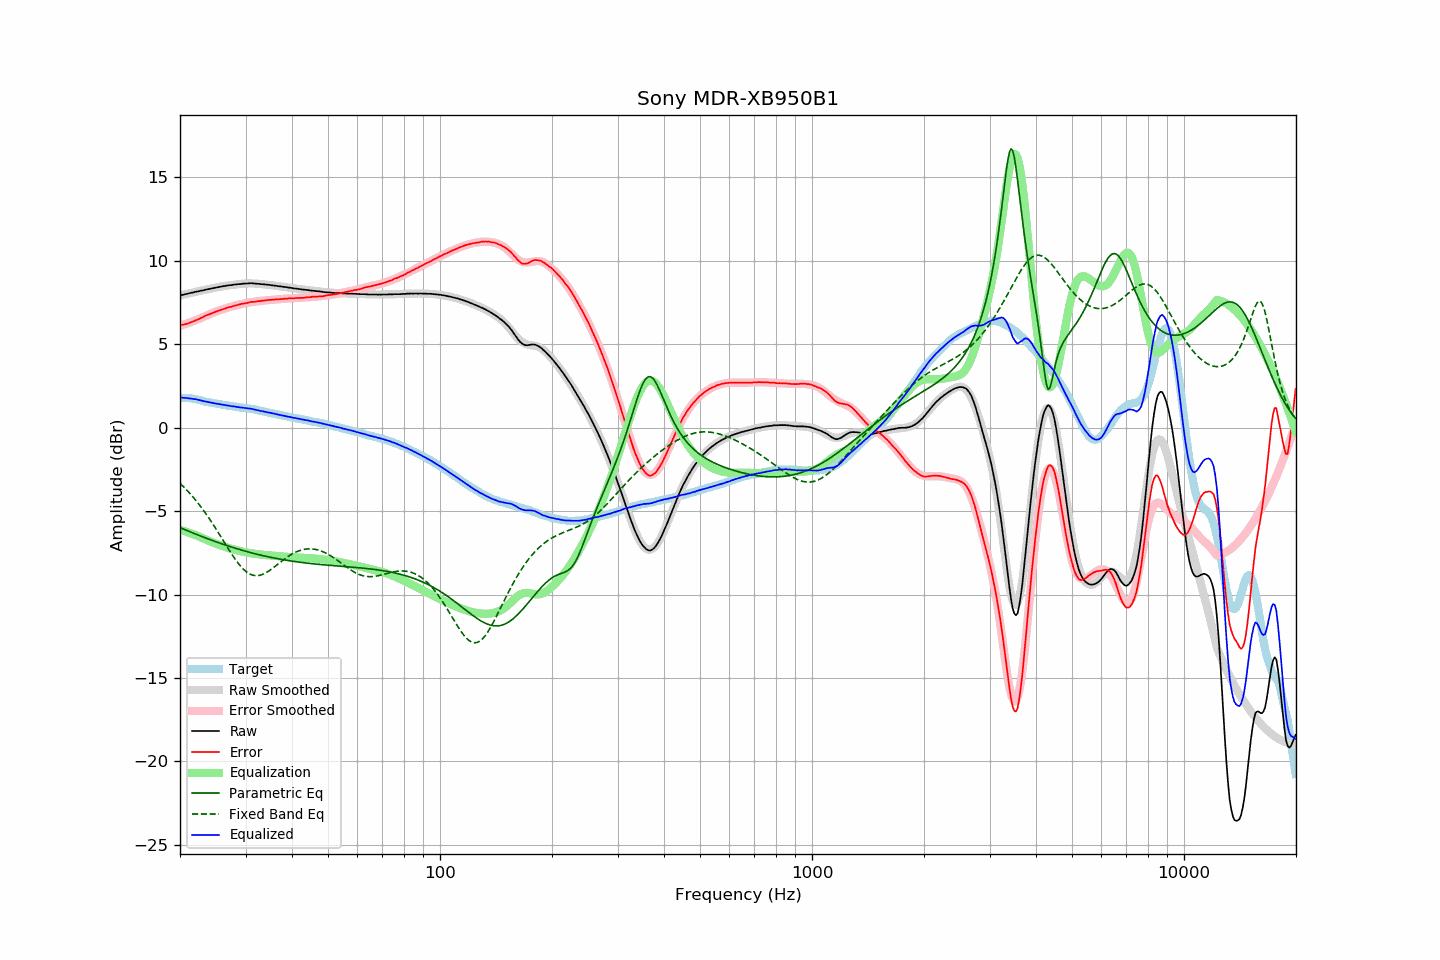 Sony MDR-XB950B1
Amplitude (dBr)
15
10
5
0
−5
−10
−15
−20
−25
Target
Raw Smoothed
Error Smoothed
Raw
Error
Equalization
Parametric Eq
Fixed Band Eq
Equalized
100
1000
10000
Frequency (Hz)